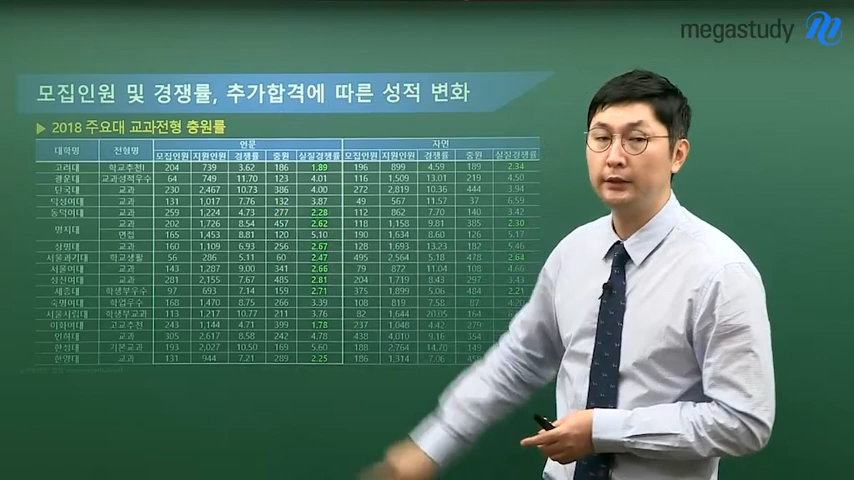 megastudy
모집인원 및 경쟁률, 추가합격에 따른 성적 변화
▶ 2018 주요대 교과전형 충원률
대학명 전형명 인문 자연
모집인원 지원인원 경쟁률 충원 실질경쟁률 모집인원 지원인원 경쟁률 충원 실질경쟁률
고려대 학교추천I 204 739 3.62 186 1.89 196 899 4.59 189 2.34
광운대 교과성적우수 64 749 11.70 123 4.01 116 1,509 13.01 219 4.50
단국대 교과 230 2,467 10.73 386 4.00 272 2,819 10.36 444 3.94
덕성여대 교과 131 1,017 7.76 132 3.87 49 567 11.57 37 6.59
동덕여대 교과 259 1,224 4.73 277 2.28 112 862 7.70 140 3.42
명지대 교과 202 1,726 8.54 457 2.62 118 1,158 9.81 385 2.30
면접 165 1,453 8.81 120 5.10 190 1,634 8.60 126 5.17
상명대 교과 160 1,109 6.93 256 2.67 128 1,693 13.23 182 5.46
서울과기대 학교생활 56 286 5.11 60 2.47 495 2,564 5.18 478 2.64
서울여대 교과 143 1,287 9.00 341 2.66 79 872 11.04 108 4.66
성신여대 교과 281 2,155 7.67 485 2.81 204 1,719 8.43 297 3.43
세종대 학생부우수 97 693 7.14 159 2.71 375 1,899 5.06 484 2.21
숙명여대 학업우수 168 1,470 8.75 266 3.39 108 819 7.58 87
서울시립대 학생부교과 113 1,217 10.77 211 3.76 82 1,644 20.05 164
이화여대 고교추천 243 1,144 4.71 399 1.78 237 1,048 4.42 279
인하대 교과 305 2,617 8.58 242 4.78 438 4,010 9.16 354
한성대 기본교과 193 2,027 10.50 169 5.60 188 2,764 14.70 149
한양대 교과 131 944 7.21 289 2.25 186 1,314 7.06